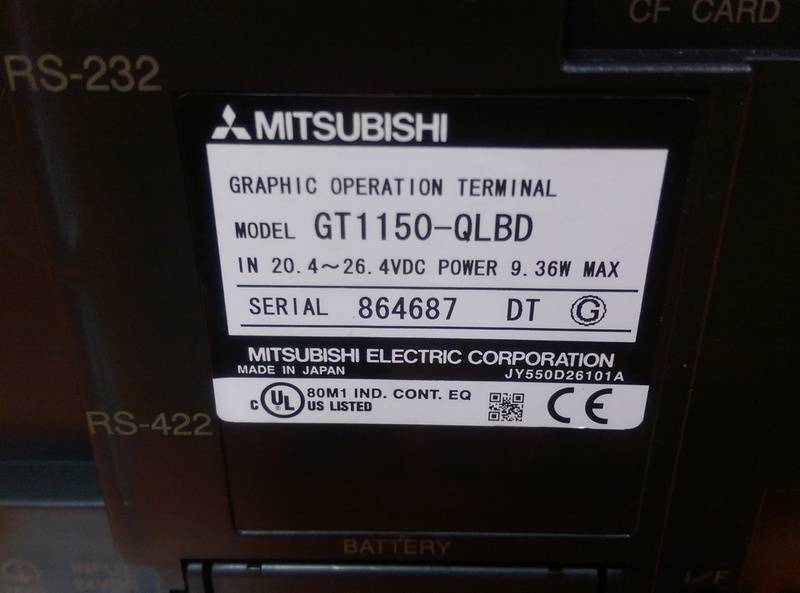 CF CARD
RS-232
MITSUBISHI
GRAPHIC OPERATION TERMINAL
MODEL GT1150-QLBD
IN 20.4~26.4VDC POWER 9.36W MAX
SERIAL 864687 DT G
MITSUBISHI ELECTRIC CORPORATION
MADE IN JAPAN JY550D26101A
C UL US LISTED 80M1 IND. CONT. EQ CE
RS-422
BATTERY
INPUT
24VDC
I/F